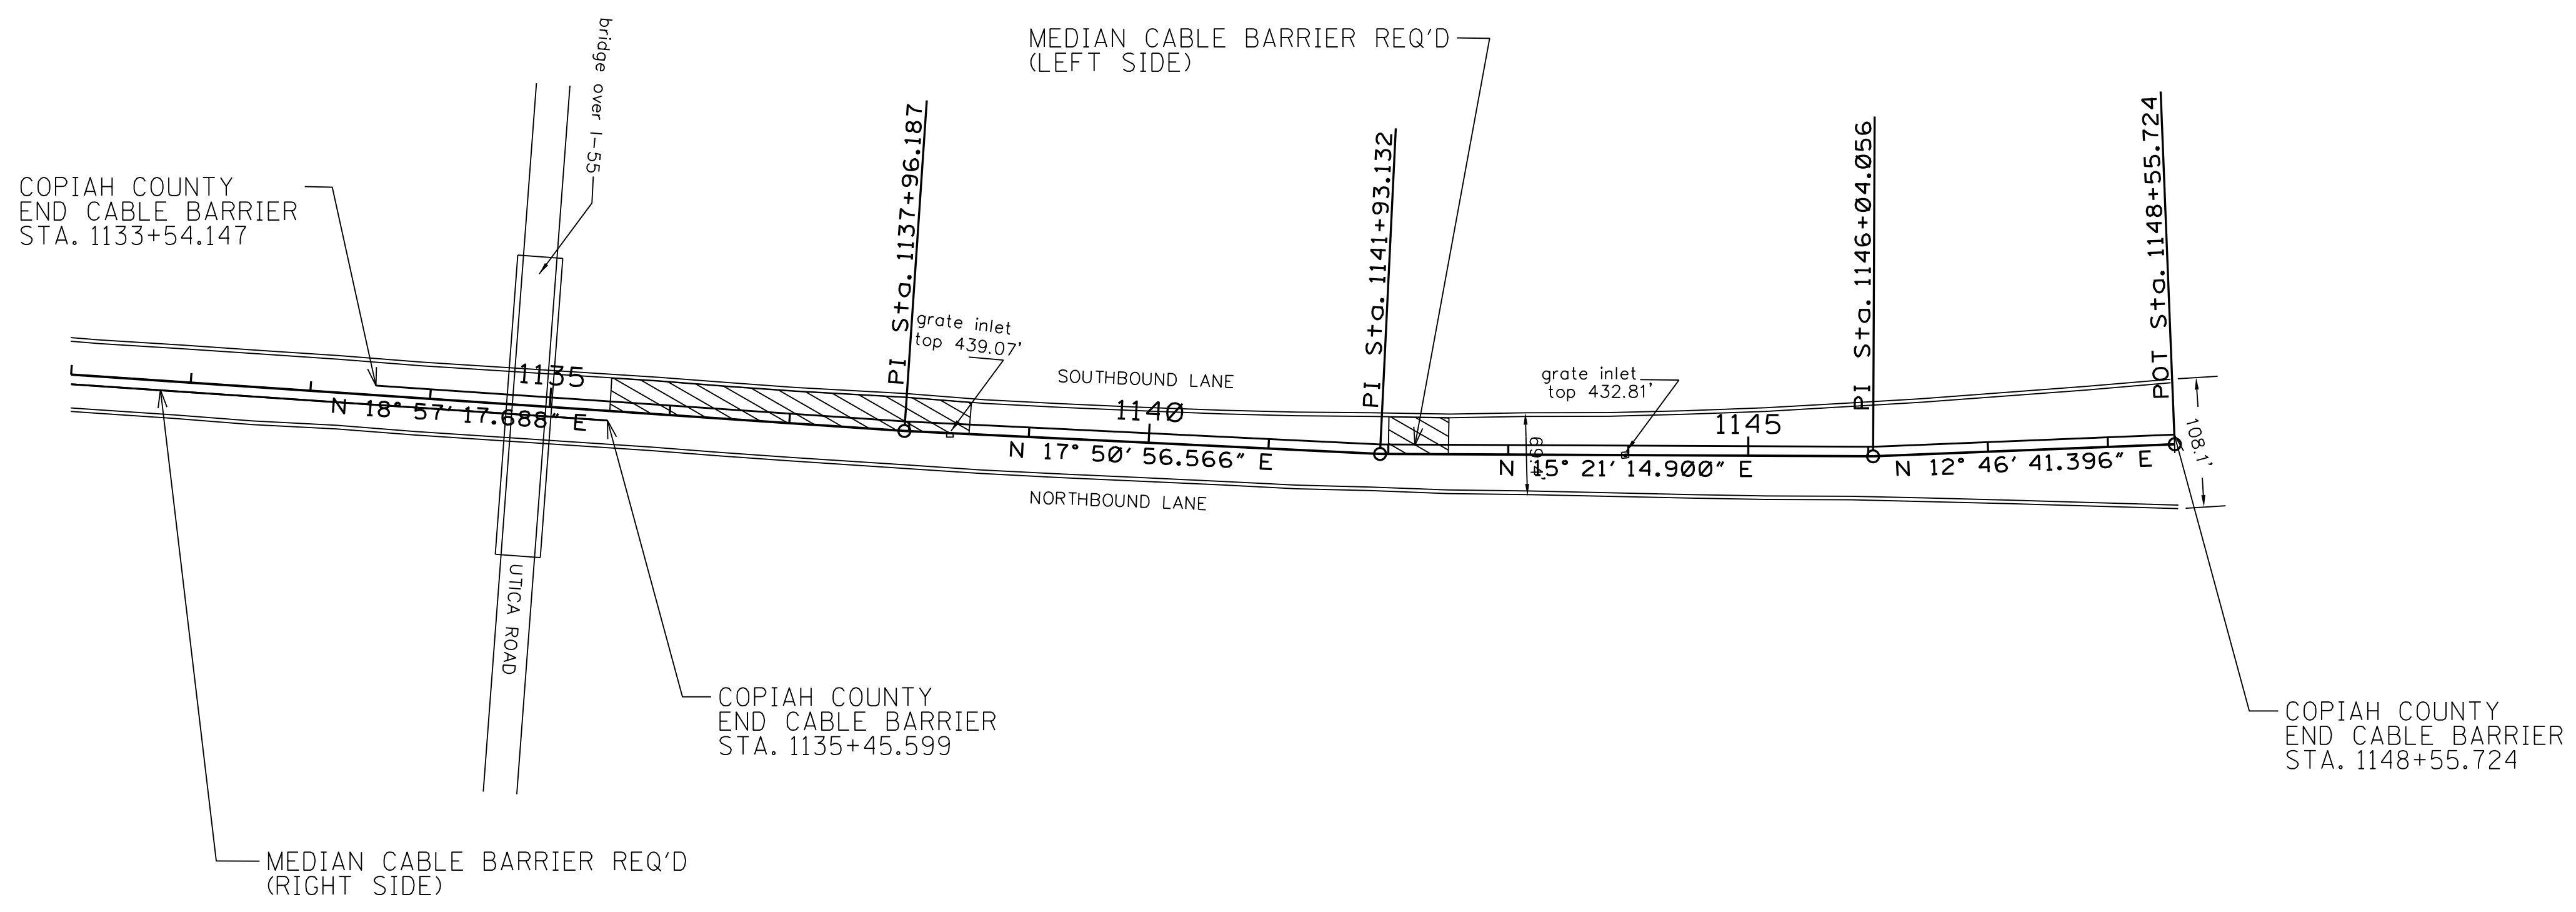 bridge over I-55
MEDIAN CABLE BARRIER REQ'D
(LEFT SIDE)
COPIAH COUNTY
END CABLE BARRIER
STA. 1133+54.147
PI Sta. 1137+96.187
PI Sta. 1141+93.132
PI Sta. 1146+04.056
POT Sta. 1148+55.724
grate inlet
top 439.07'
SOUTHBOUND LANE
grate inlet
top 432.81'
1135
1140
1145
N 18° 57' 17.688" E
N 17° 50' 56.566" E
N 15° 21' 14.900" E
N 12° 46' 41.396" E
69.4'
108.1'
NORTHBOUND LANE
UTICA ROAD
COPIAH COUNTY
END CABLE BARRIER
STA. 1135+45.599
COPIAH COUNTY
END CABLE BARRIER
STA. 1148+55.724
MEDIAN CABLE BARRIER REQ'D
(RIGHT SIDE)